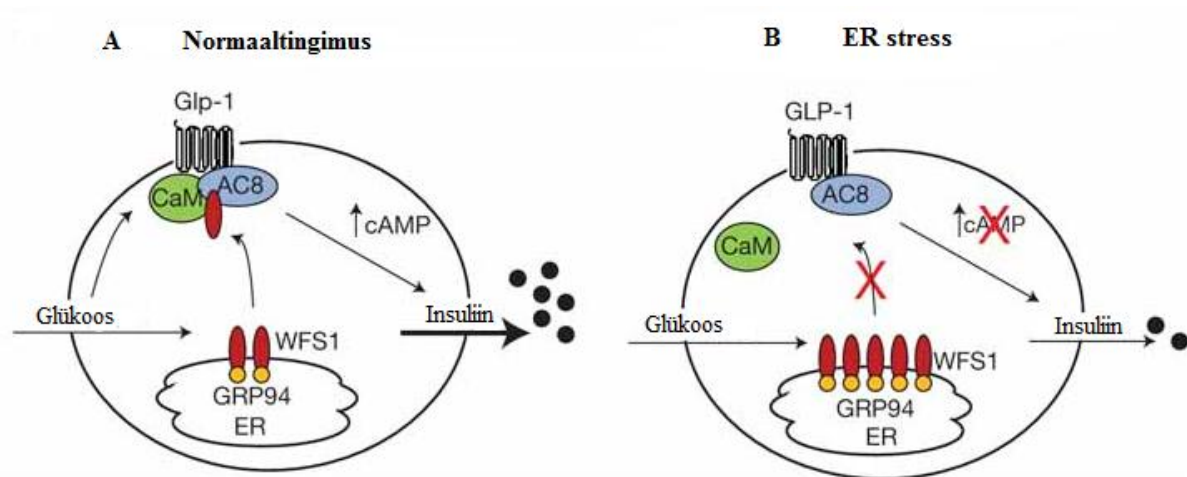 A Normaaltingimus
Glp-1
CaM
AC8
↑cAMP
Glükoos
Insuliin
WFS1
GRP94
ER
B ER stress
GLP-1
AC8
CaM
↑cAMP
Glükoos
Insuliin
WFS1
GRP94
ER